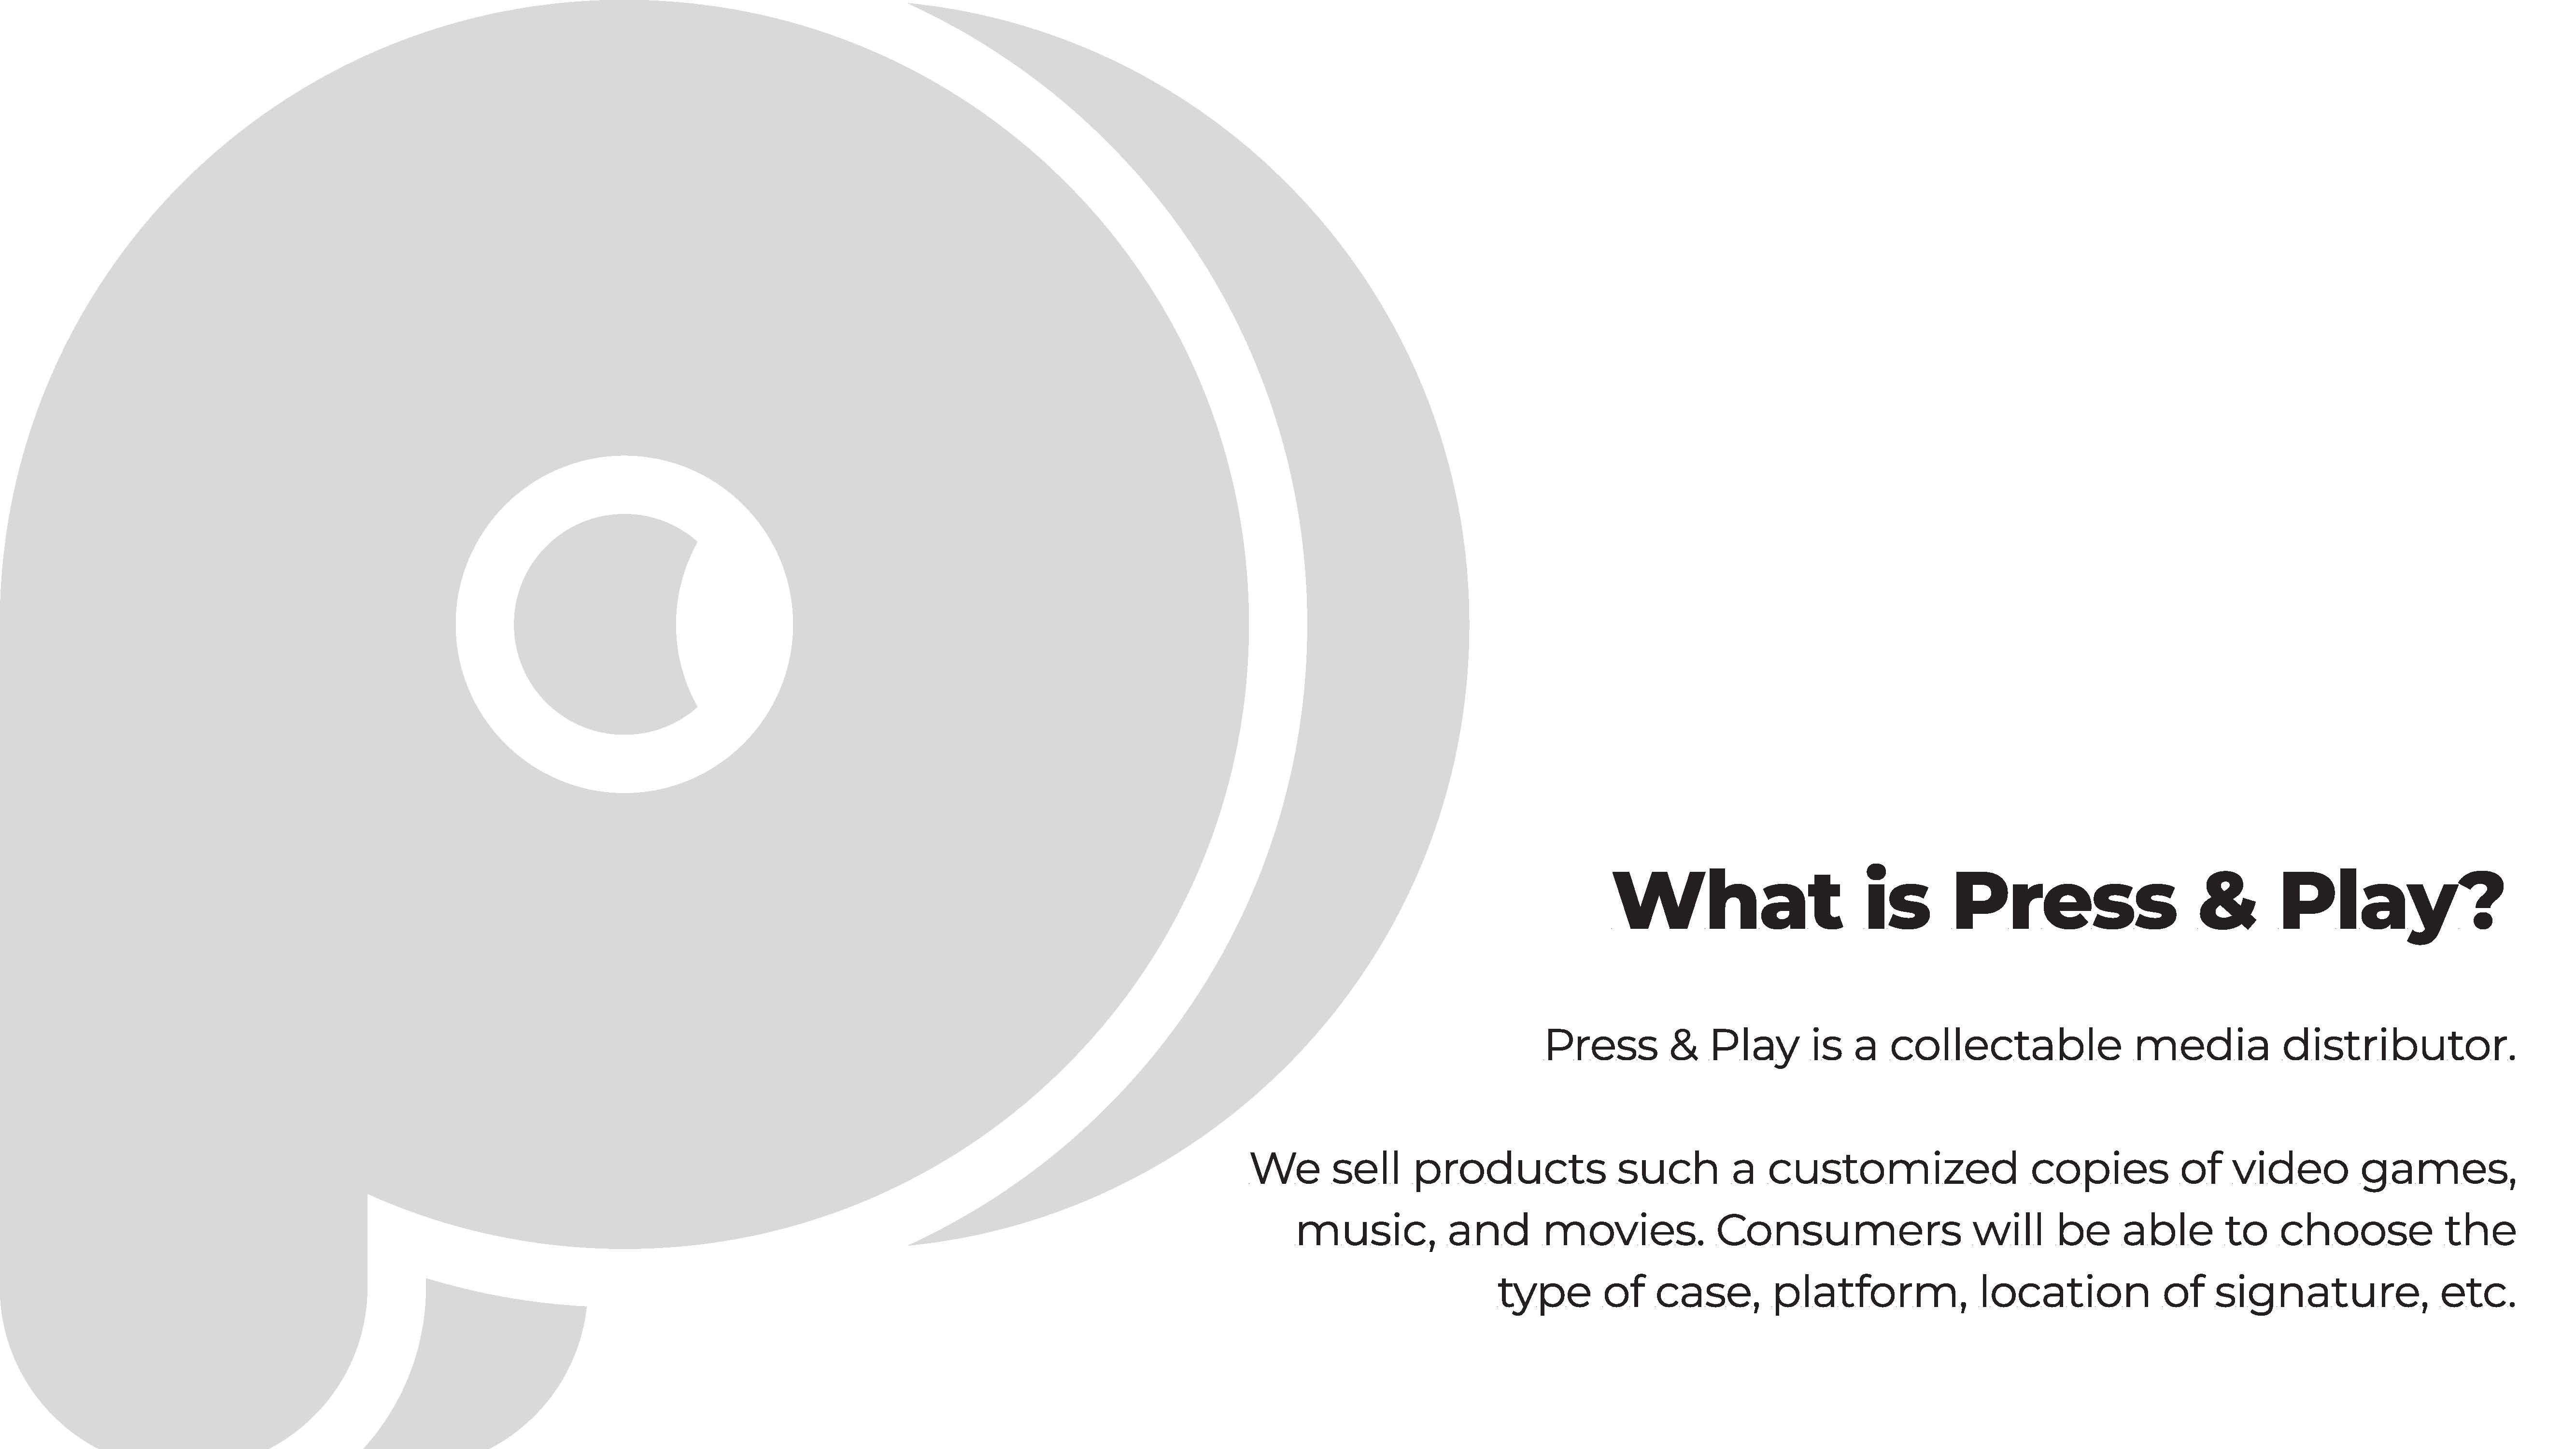 What is Press & Play?
Press & Play is a collectable media distributor.
We sell products such a customized copies of video games,
music, and movies. Consumers will be able to choose the
type of case, platform, location of signature, etc.